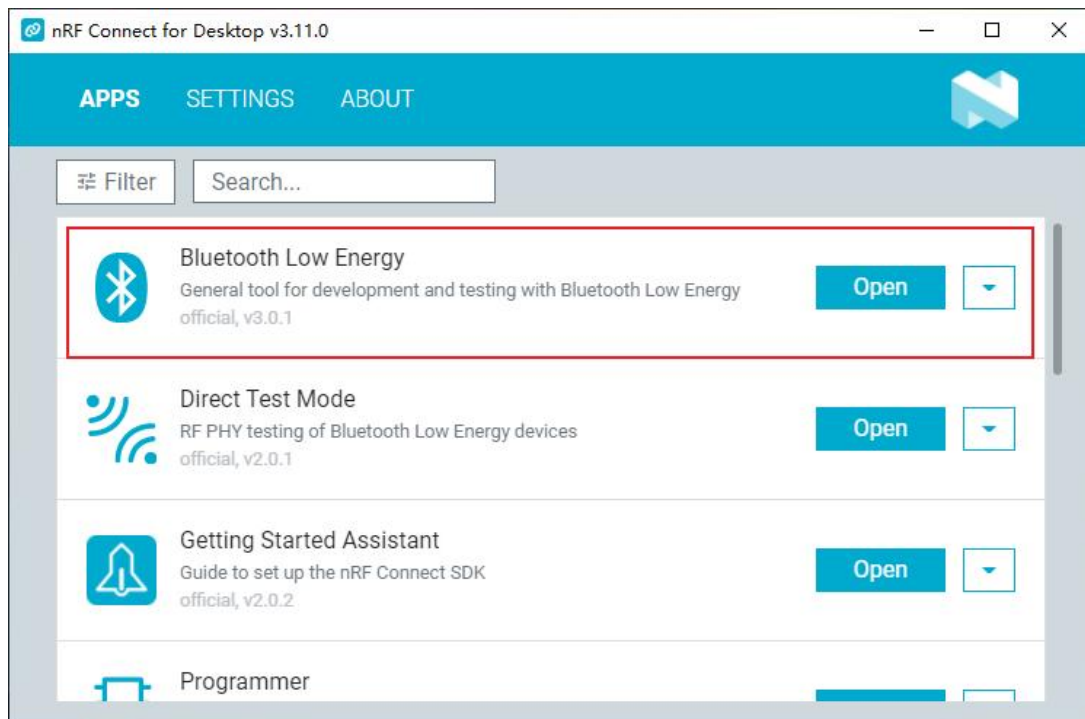 nRF Connect for Desktop v3.11.0
APPS SETTINGS ABOUT
Filter Search...
Bluetooth Low Energy
General tool for development and testing with Bluetooth Low Energy
official, v3.0.1
Open
Direct Test Mode
RF PHY testing of Bluetooth Low Energy devices
official, v2.0.1
Open
Getting Started Assistant
Guide to set up the nRF Connect SDK
official, v2.0.2
Open
Programmer